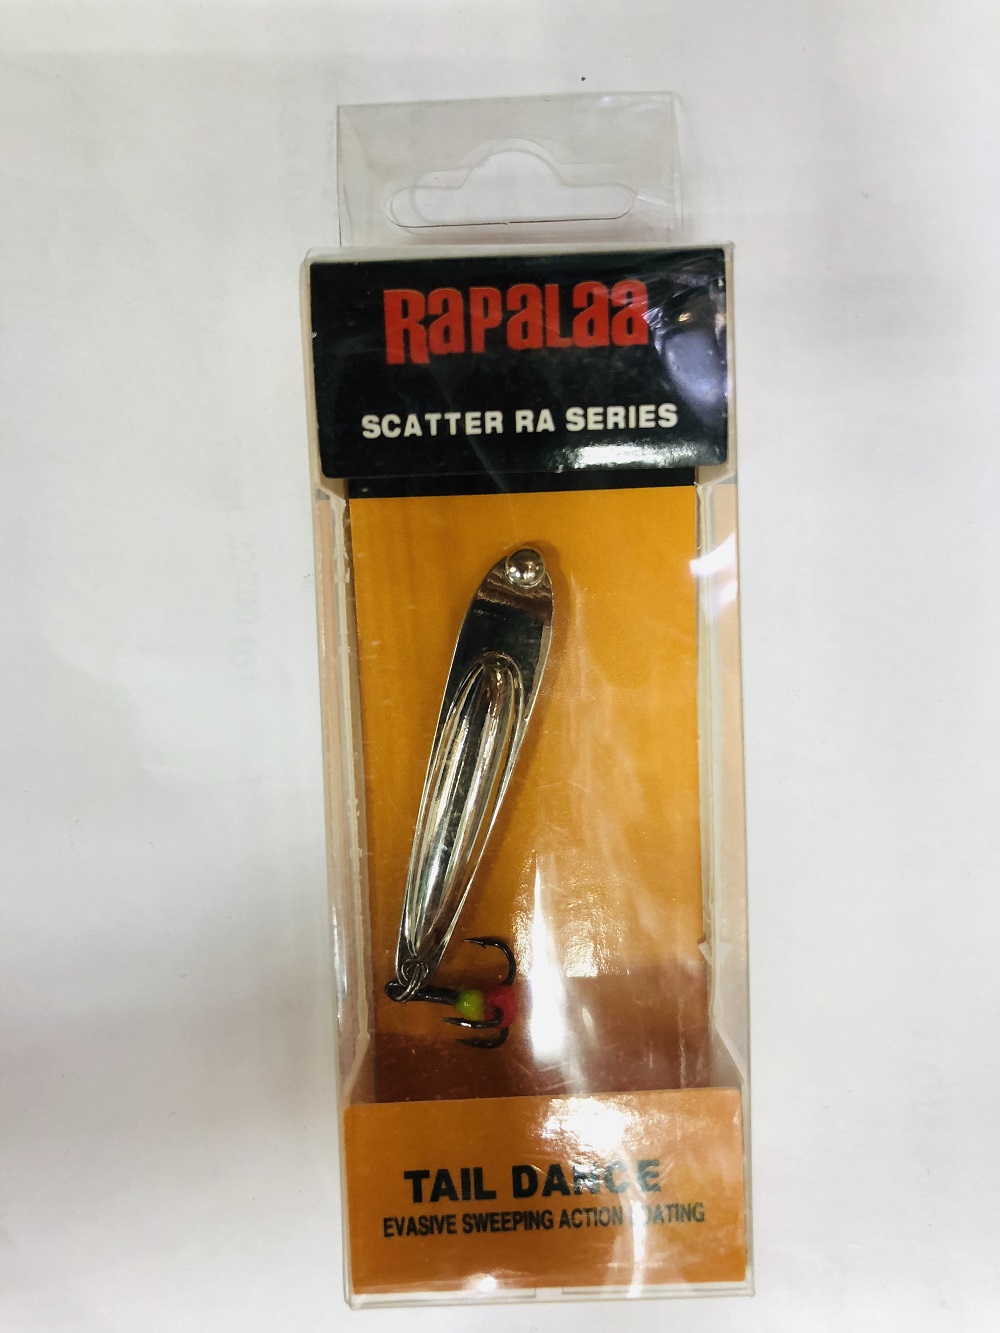 RAPALAA
SCATTER RA SERIES
TAIL DANCE
EVASIVE SWEEPING ACTION